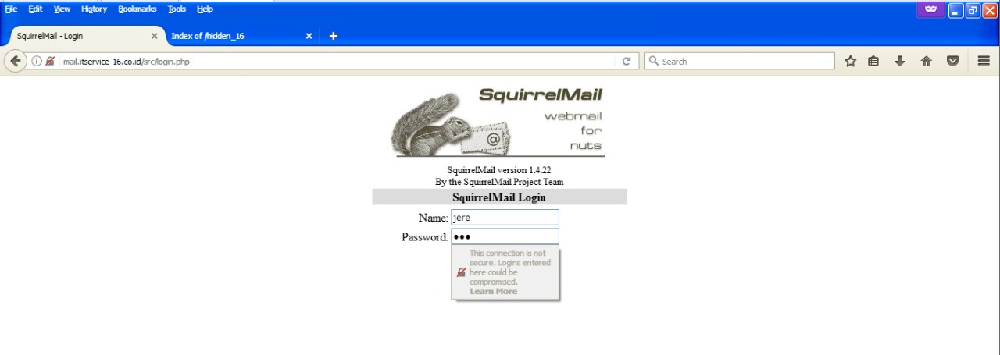 File Edit View History Bookmarks Tools Help
SquirrelMail - Login
Index of /hidden_16
mail.itservice-16.co.id/src/login.php
Search
SquirrelMail
webmail
for
nuts
@
SquirrelMail version 1.4.22
By the SquirrelMail Project Team
SquirrelMail Login
Name: jere
Password: ●●●
This connection is not
secure. Logins entered
here could be
compromised.
Learn More